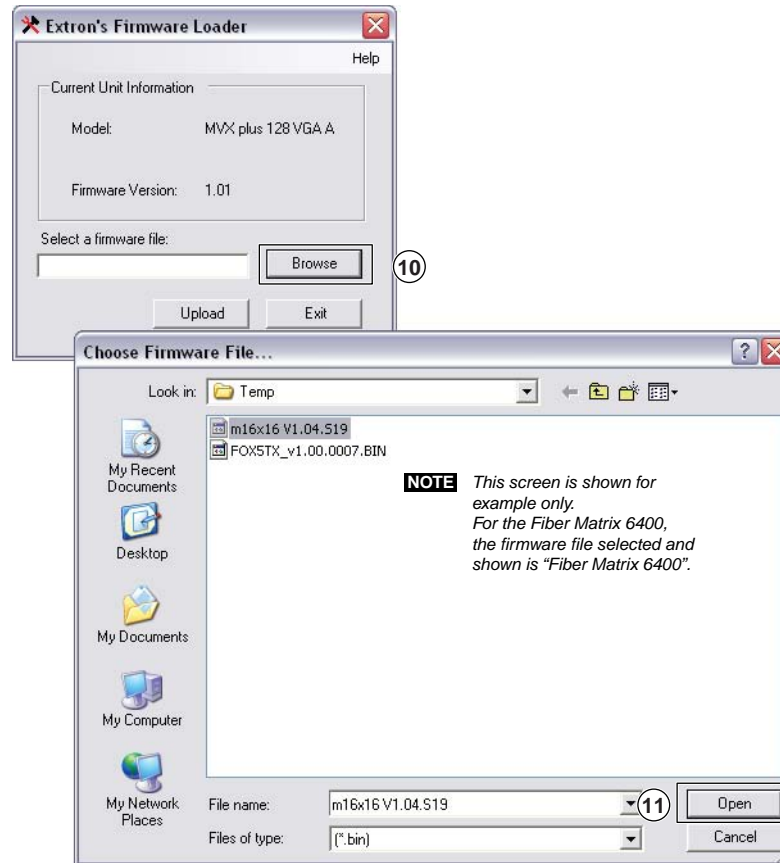 Extron's Firmware Loader
Help
Current Unit Information
Model: MVX plus 128 VGA A
Firmware Version: 1.01
Select a firmware file:
Browse
10
Upload Exit
Choose Firmware File...
Look in: Temp
m16x16 V1.04.S19
FOX5TX_v1.00.0007.BIN
My Recent
Documents
Desktop
My Documents
My Computer
My Network
Places
NOTE This screen is shown for
example only.
For the Fiber Matrix 6400,
the firmware file selected and
shown is “Fiber Matrix 6400”.
File name: m16x16 V1.04.S19
11
Open
Files of type: (*.bin)
Cancel